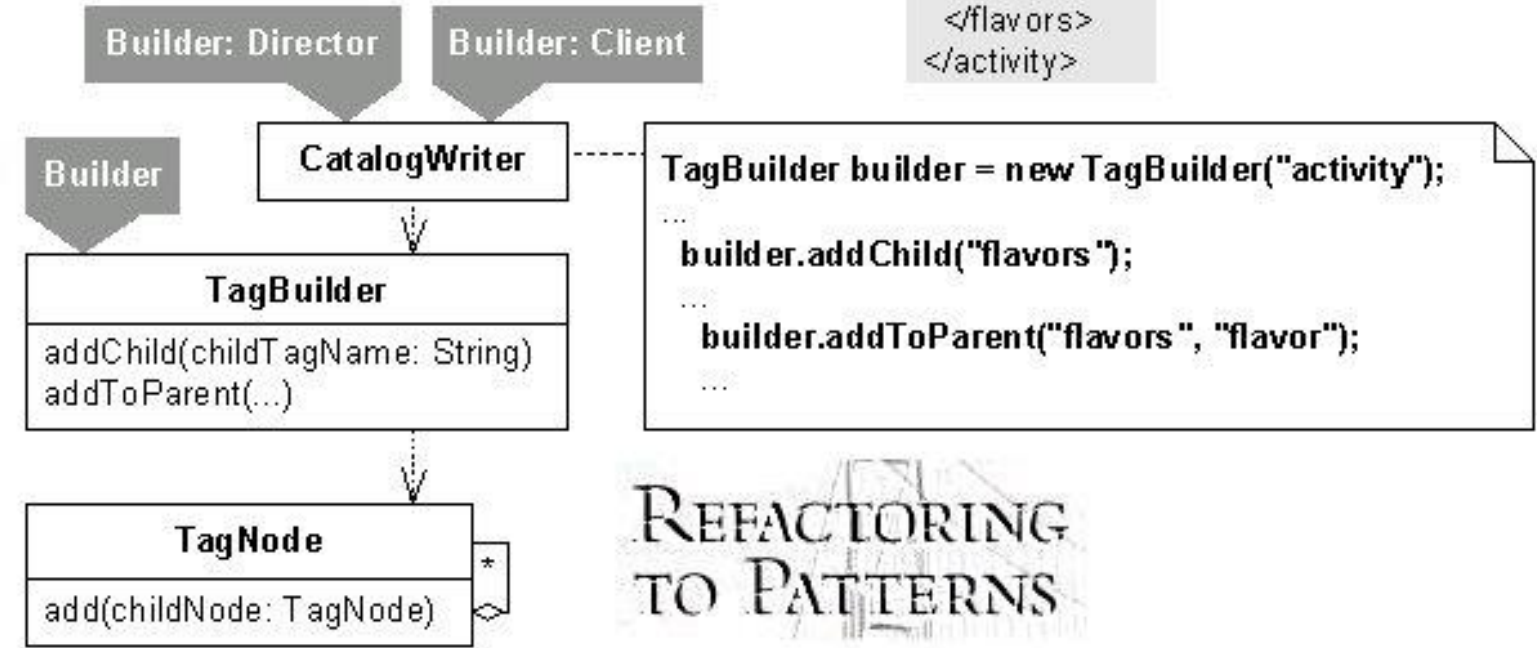 Builder: Director
Builder: Client
</flavors>
</activity>
Builder
CatalogWriter
TagBuilder builder = new TagBuilder("activity");
...
builder.addChild("flavors");
...
builder.addToParent("flavors", "flavor");
...
TagBuilder
addChild(childTagName: String)
addToParent(...)
TagNode
*
add(childNode: TagNode)
REFACTORING
TO PATTERNS